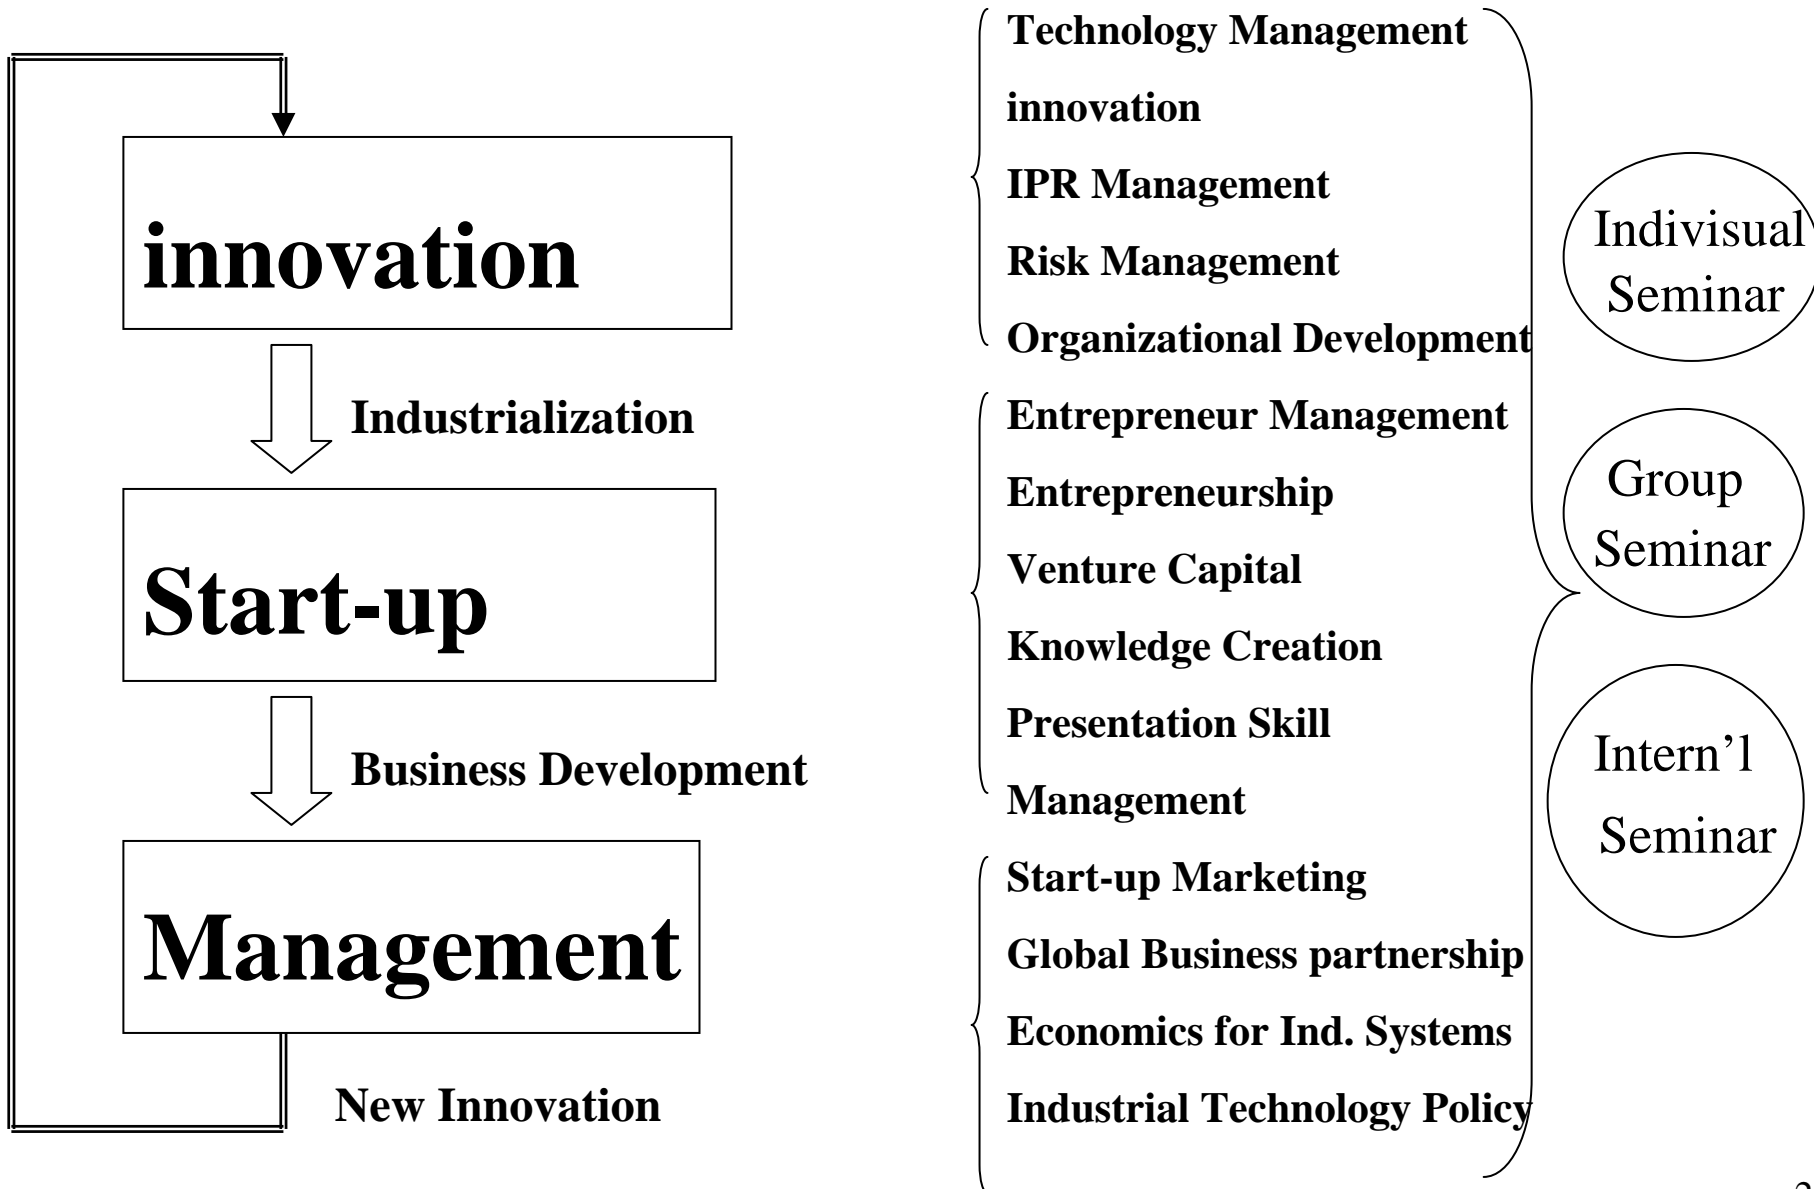 innovation
Industrialization
Start-up
Business Development
Management
New Innovation
Technology Management
innovation
IPR Management
Risk Management
Organizational Development
Entrepreneur Management
Entrepreneurship
Venture Capital
Knowledge Creation
Presentation Skill
Management
Start-up Marketing
Global Business partnership
Economics for Ind. Systems
Industrial Technology Policy
Indivisual
Seminar
Group
Seminar
Intern’l
Seminar